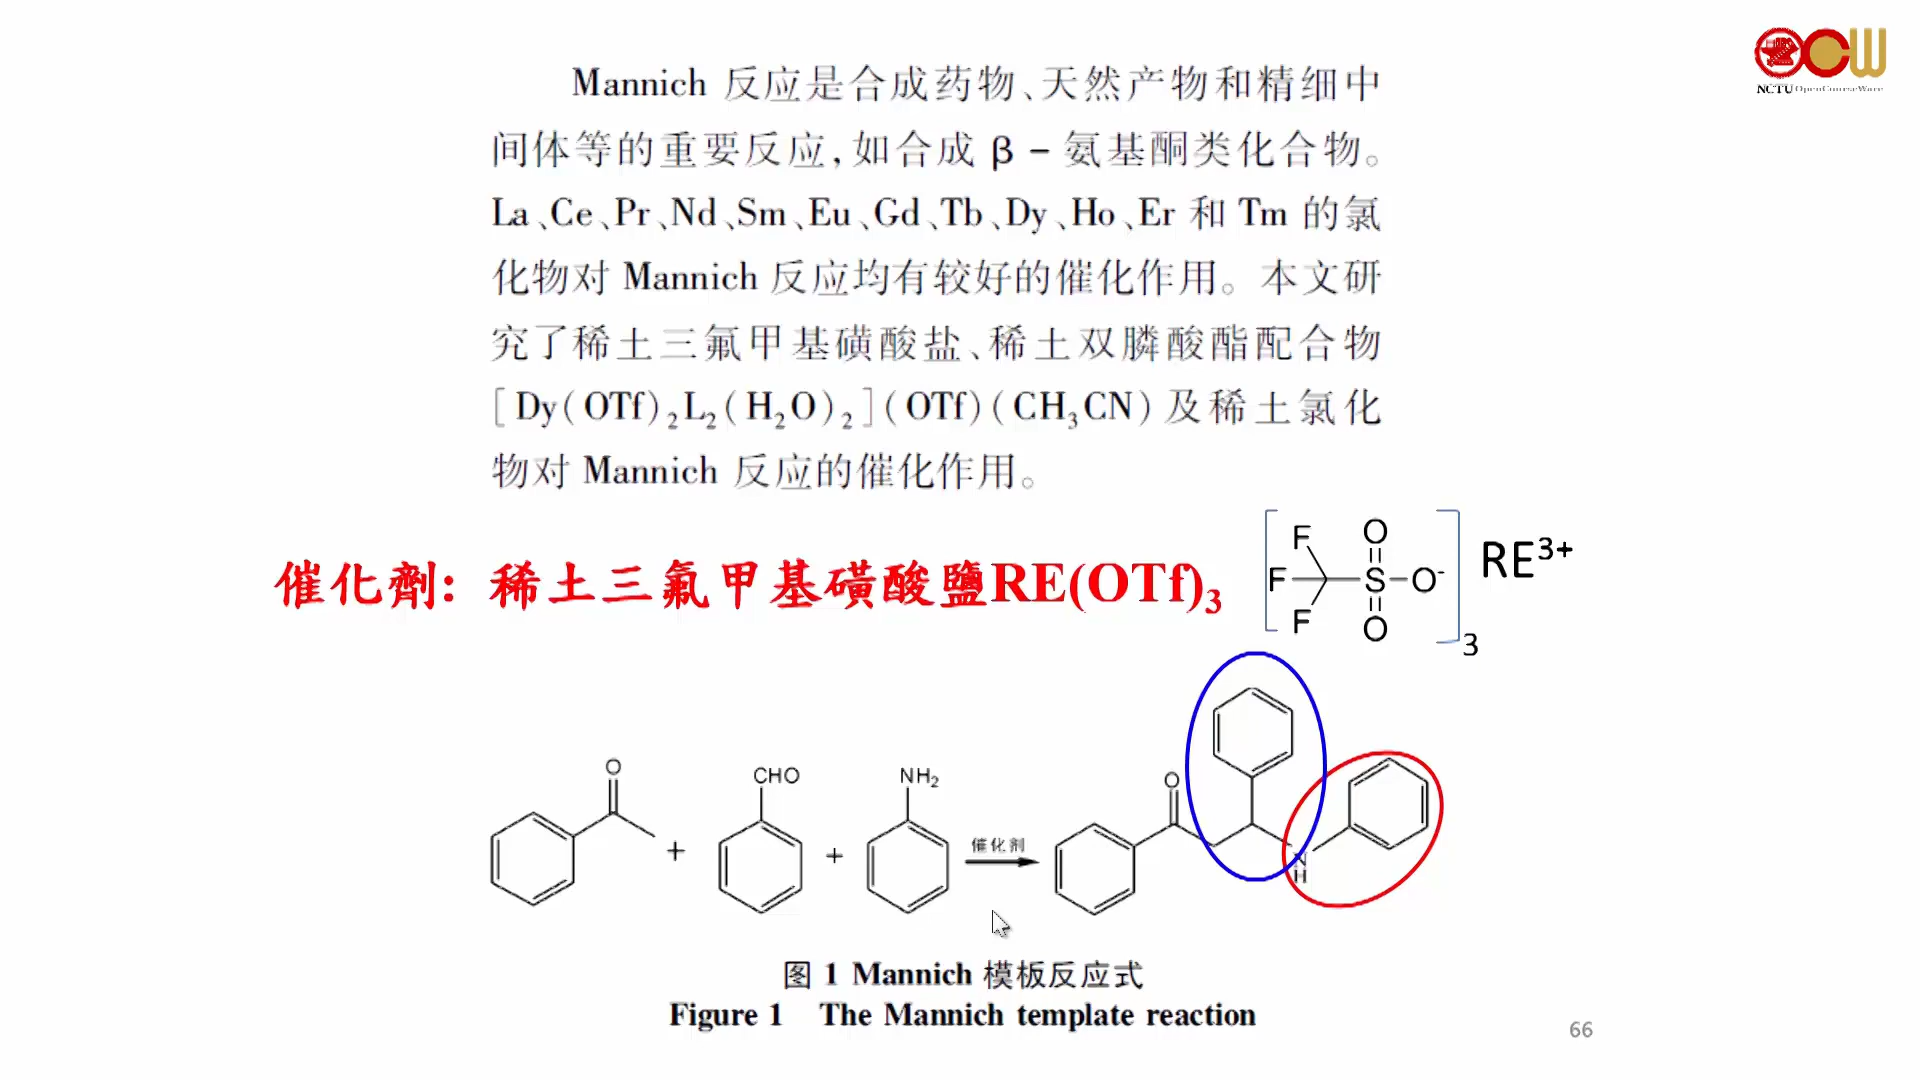 NCTU OpenCourseWare
Mannich 反应是合成药物、天然产物和精细中
间体等的重要反应,如合成 β－氨基酮类化合物。
La、Ce、Pr、Nd、Sm、Eu、Gd、Tb、Dy、Ho、Er 和 Tm 的氯
化物对 Mannich 反应均有较好的催化作用。本文研
究了稀土三氟甲基磺酸盐、稀土双膦酸酯配合物
[Dy(OTf)₂L₂(H₂O)₂](OTf)(CH₃CN)及稀土氯化
物对 Mannich 反应的催化作用。
催化劑: 稀土三氟甲基磺酸鹽RE(OTf)₃
F F F S O O O⁻ 3 RE³⁺
O
+
CHO
+
NH₂
催化剂
O
N
H
图 1 Mannich 模板反应式
Figure 1 The Mannich template reaction
66